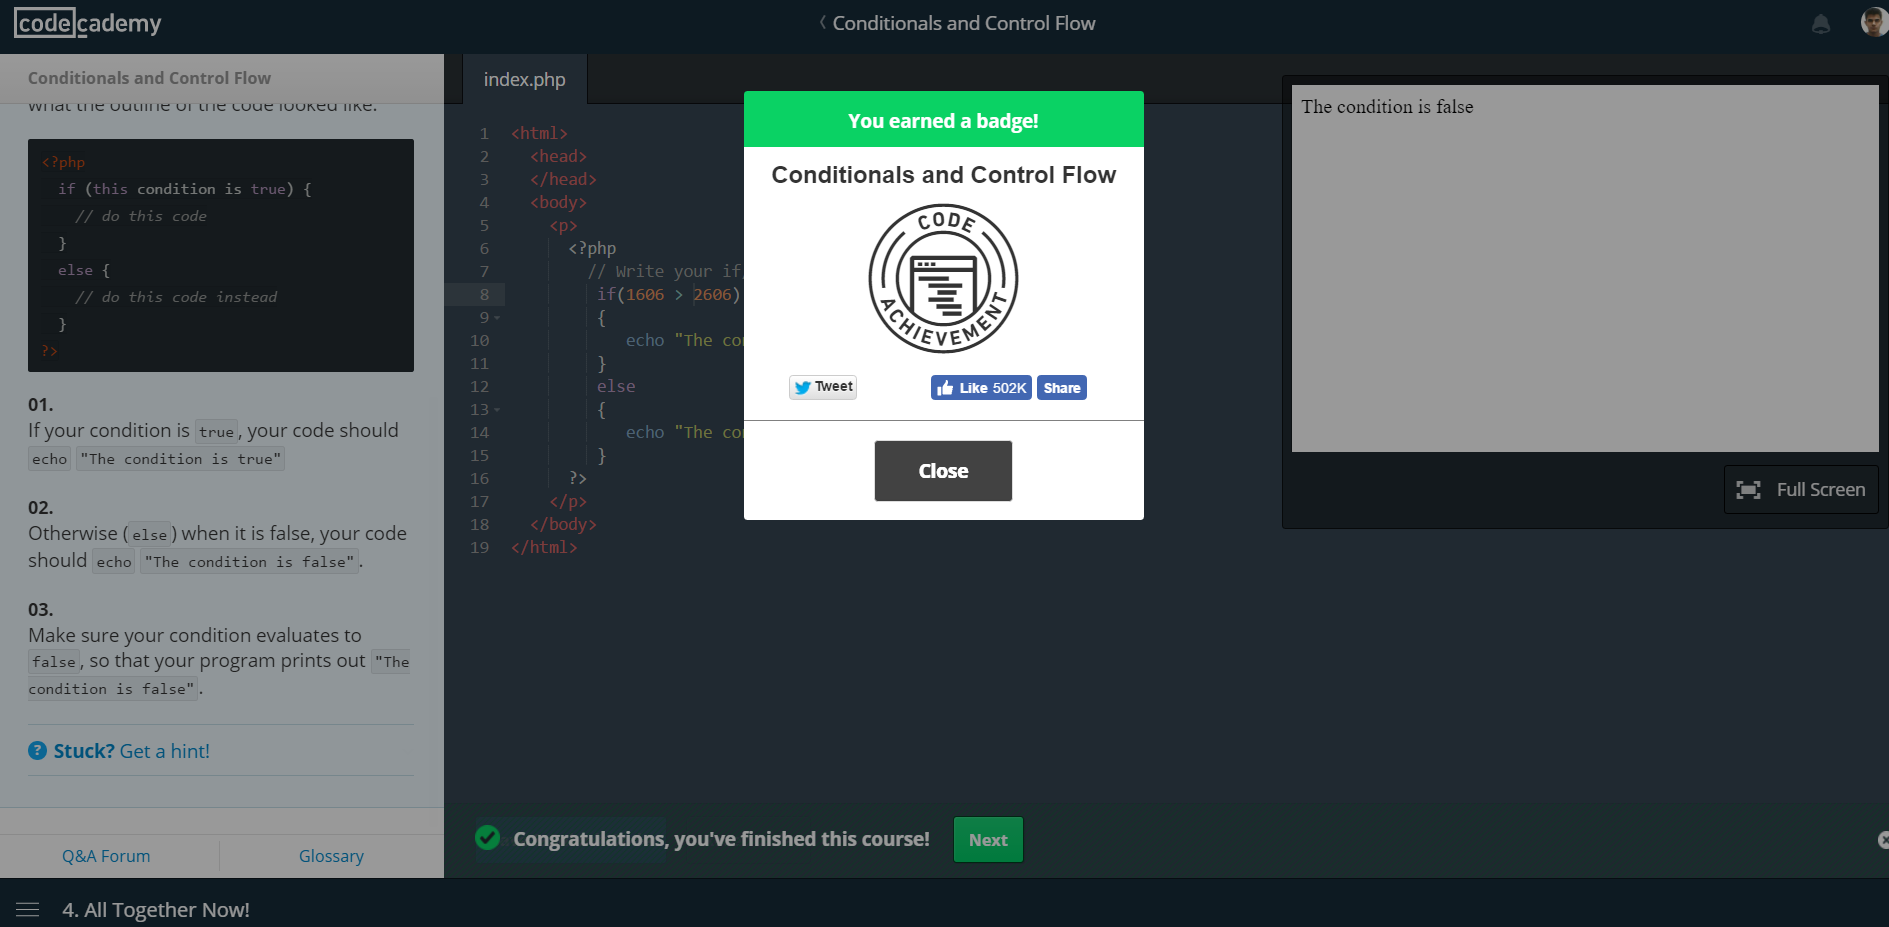 codecademy
Conditionals and Control Flow
Conditionals and Control Flow
what the outline of the code looked like.
<?php
if (this condition is true) {
// do this code
}
else {
// do this code instead
}
?>
01.
If your condition is true, your code should
echo "The condition is true"
02.
Otherwise (else) when it is false, your code
should echo "The condition is false".
03.
Make sure your condition evaluates to
false, so that your program prints out "The
condition is false".
? Stuck? Get a hint!
Q&A Forum
Glossary
index.php
1 <html>
2 <head>
3 </head>
4 <body>
5 <p>
6 <?php
7 // Write your if
8 if(1606 > 2606)
9 {
10 echo "The co
11 }
12 else
13 {
14 echo "The co
15 }
16 ?>
17 </p>
18 </body>
19 </html>
You earned a badge!
Conditionals and Control Flow
CODE
ACHIEVEMENT
Tweet
Like 502K
Share
Close
The condition is false
Full Screen
Congratulations, you've finished this course!
Next
4. All Together Now!